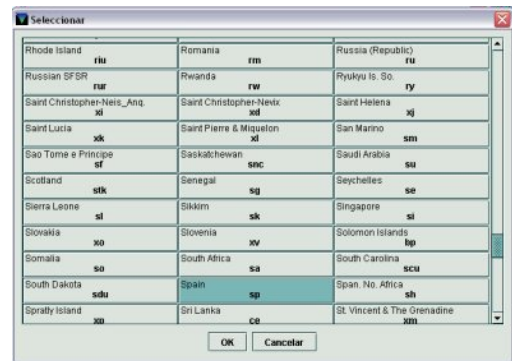 Seleccionar
Rhode Island Romania Russia (Republic)
riu rm ru
Russian SFSR Rwanda Ryukyu Is. So.
rur rw ry
Saint Christopher-Neis_Anq. Saint Christopher-Nevix Saint Helena
xi xd xj
Saint Lucia Saint Pierre & Miquelon San Marino
xk xl sm
Sao Tome e Principe Saskatchewan Saudi Arabia
sf snc su
Scotland Senegal Seychelles
stk sg se
Sierra Leone Sikkim Singapore
sl sk si
Slovakia Slovenia Solomon Islands
xo xv bp
Somalia South Africa South Carolina
so sa scu
South Dakota Spain Span. No. Africa
sdu sp sh
Spratly Island Sri Lanka St. Vincent & The Grenadine
xp ce xm
OK Cancelar